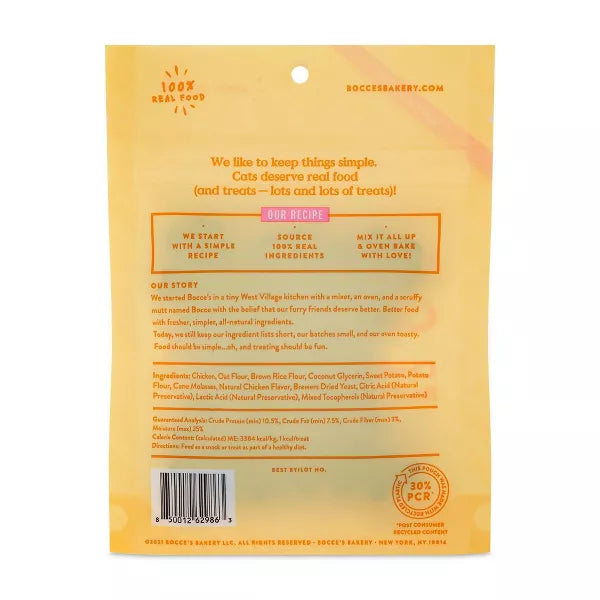 100%
REAL FOOD
BOCCESBAKERY.COM
We like to keep things simple.
Cats deserve real food
(and treats — lots and lots of treats)!
OUR RECIPE
WE START
WITH A SIMPLE
RECIPE
SOURCE
100% REAL
INGREDIENTS
MIX IT ALL UP
& OVEN BAKE
WITH LOVE!
OUR STORY
We started Bocce's in a tiny West Village kitchen with a mixer, an oven, and a scruffy
mutt named Bocce with the belief that our furry friends deserve better. Better food
with fresher, simpler, all-natural ingredients.
Today, we still keep our ingredient lists short, our batches small, and our oven toasty.
Food should be simple...oh, and treating should be fun.
Ingredients: Chicken, Oat Flour, Brown Rice Flour, Coconut Glycerin, Sweet Potato, Potato
Flour, Cane Molasses, Natural Chicken Flavor, Brewers Dried Yeast, Citric Acid (Natural
Preservative), Lactic Acid (Natural Preservative), Mixed Tocopherols (Natural Preservative)
Guaranteed Analysis: Crude Protein (min) 10.5%, Crude Fat (min) 7.5%, Crude Fiber (min) 3%,
Moisture (max) 25%
Calorie Content: (calculated) ME: 3384 kcal/kg, 1 kcal/treat
Directions: Feed as a snack or treat as part of a healthy diet.
BEST BY/LOT NO.
8 50012 62986 3
THIS POUCH WAS MADE WITH RECYCLED PLASTIC
30%
PCR*
*POST CONSUMER
RECYCLED CONTENT
©2021 BOCCE'S BAKERY LLC. ALL RIGHTS RESERVED • BOCCE'S BAKERY • NEW YORK, NY 10014